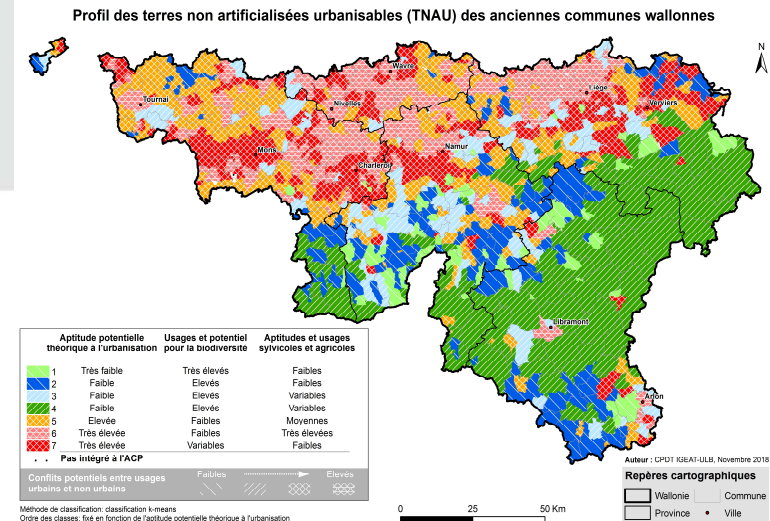 Profil des terres non artificialisées urbanisables (TNAU) des anciennes communes wallonnes
N
Wavre
Tournai
Nivelles
Liège
Verviers
Mons
Namur
Charleroi
Libramont
Arlon
Aptitude potentielle théorique à l'urbanisation
Usages et potentiel pour la biodiversité
Aptitudes et usages sylvicoles et agricoles
1 Très faible Très élevés Faibles
2 Faible Elevés Faibles
3 Faible Elevés Variables
4 Faible Elevés Variables
5 Elevée Faibles Moyennes
6 Très élevée Faibles Très élevées
7 Très élevée Variables Faibles
Pas intégré à l'ACP
Conflits potentiels entre usages urbains et non urbains
Faibles Elevés
Méthode de classification: classification k-means
Ordre des classes: fixé en fonction de l'aptitude potentielle théorique à l'urbanisation
0 25 50 Km
Auteur : CPDT IGEAT-ULB, Novembre 2018
Repères cartographiques
Wallonie Commune
Province Ville